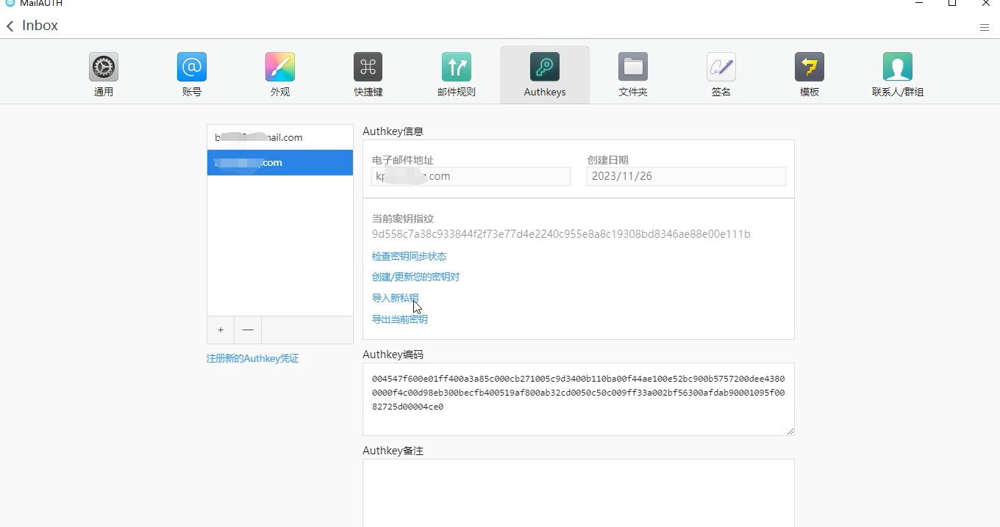 MailAUTH
Inbox
通用
账号
外观
快捷键
邮件规则
Authkeys
文件夹
签名
模板
联系人/群组
b nail.com
.com
+ —
注册新的Authkey凭证
Authkey信息
电子邮件地址
创建日期
kp .com
2023/11/26
当前密钥指纹
9d558c7a38c933844f2f73e77d4e2240c955e8a8c19308bd8346ae88e00e111b
检查密钥同步状态
创建/更新您的密钥对
导入新私钥
导出当前密钥
Authkey编码
004547f600e01ff400a3a85c000cb271005c9d3400b110ba00f44ae100e52bc900b5757200dee4380
0000f4c00d98eb300becfb400519af800ab32cd0050c50c009ff33a002bf56300afdab90001095f00
82725d00004ce0
Authkey备注